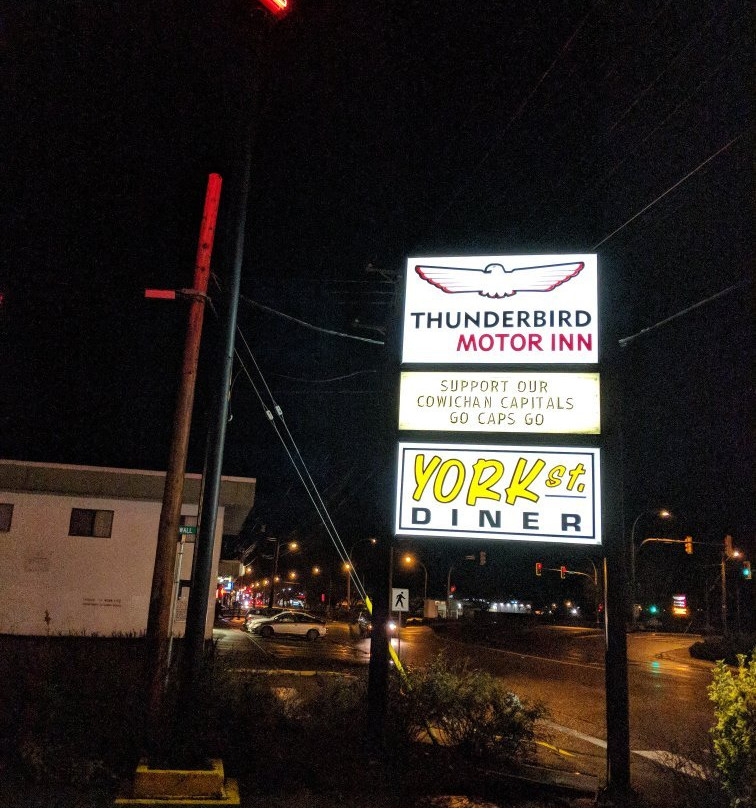 THUNDERBIRD
MOTOR INN
SUPPORT OUR
COWICHAN CAPITALS
GO CAPS GO
YORK St.
DINER